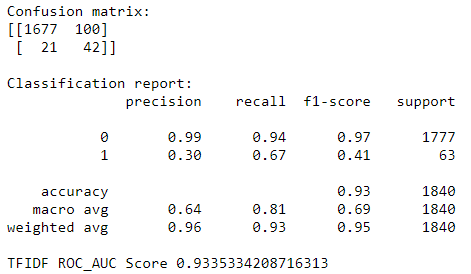 Confusion matrix:
[[1677  100]
 [  21   42]]
Classification report:
              precision    recall  f1-score   support
           0       0.99      0.94      0.97      1777
           1       0.30      0.67      0.41        63
    accuracy                           0.93      1840
   macro avg       0.64      0.81      0.69      1840
weighted avg       0.96      0.93      0.95      1840
TFIDF ROC_AUC Score 0.9335334208716313